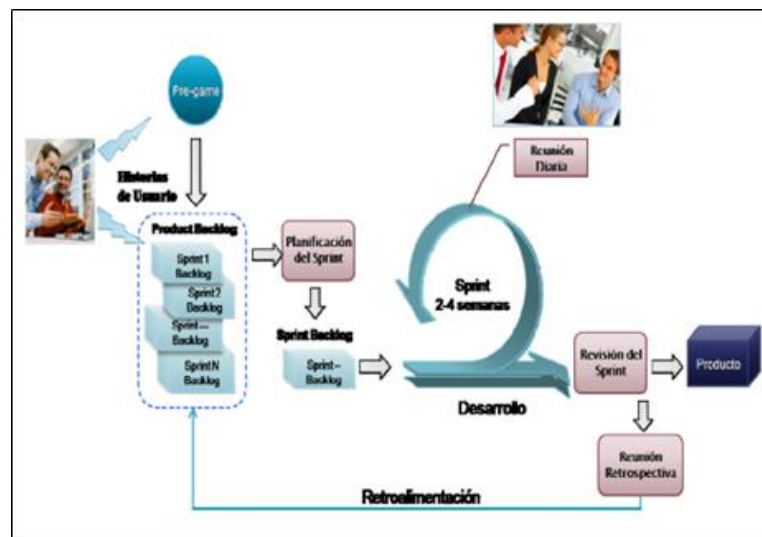 Pre-game
Historias
de Usuario
Product Backlog
Sprint 1
Backlog
Sprint 2
Backlog
Sprint...
Backlog
Sprint N
Backlog
Planificación
del Sprint
Sprint Backlog
Sprint...
Backlog
Reunión
Diaria
Sprint
2-4 semanas
Desarrollo
Revisión del
Sprint
Producto
Reunión
Retrospectiva
Retroalimentación